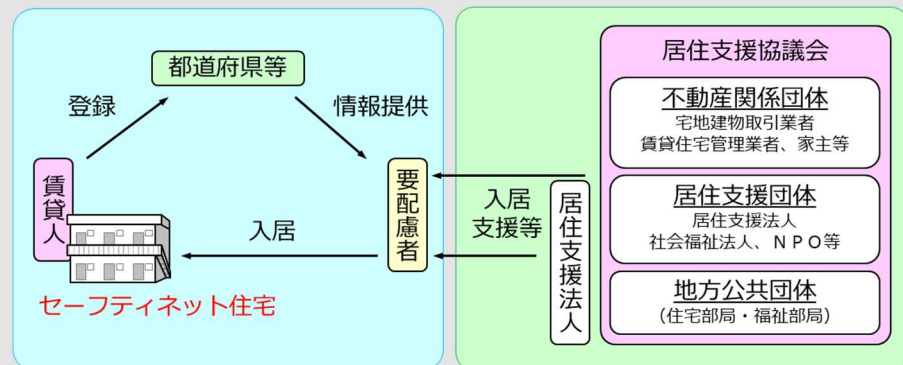 都道府県等
登録
情報提供
賃貸人
要配慮者
入居
セーフティネット住宅
入居
支援等
居住支援法人
居住支援協議会
不動産関係団体
宅地建物取引業者
賃貸住宅管理業者、家主等
居住支援団体
居住支援法人
社会福祉法人、ＮＰＯ等
地方公共団体
（住宅部局・福祉部局）